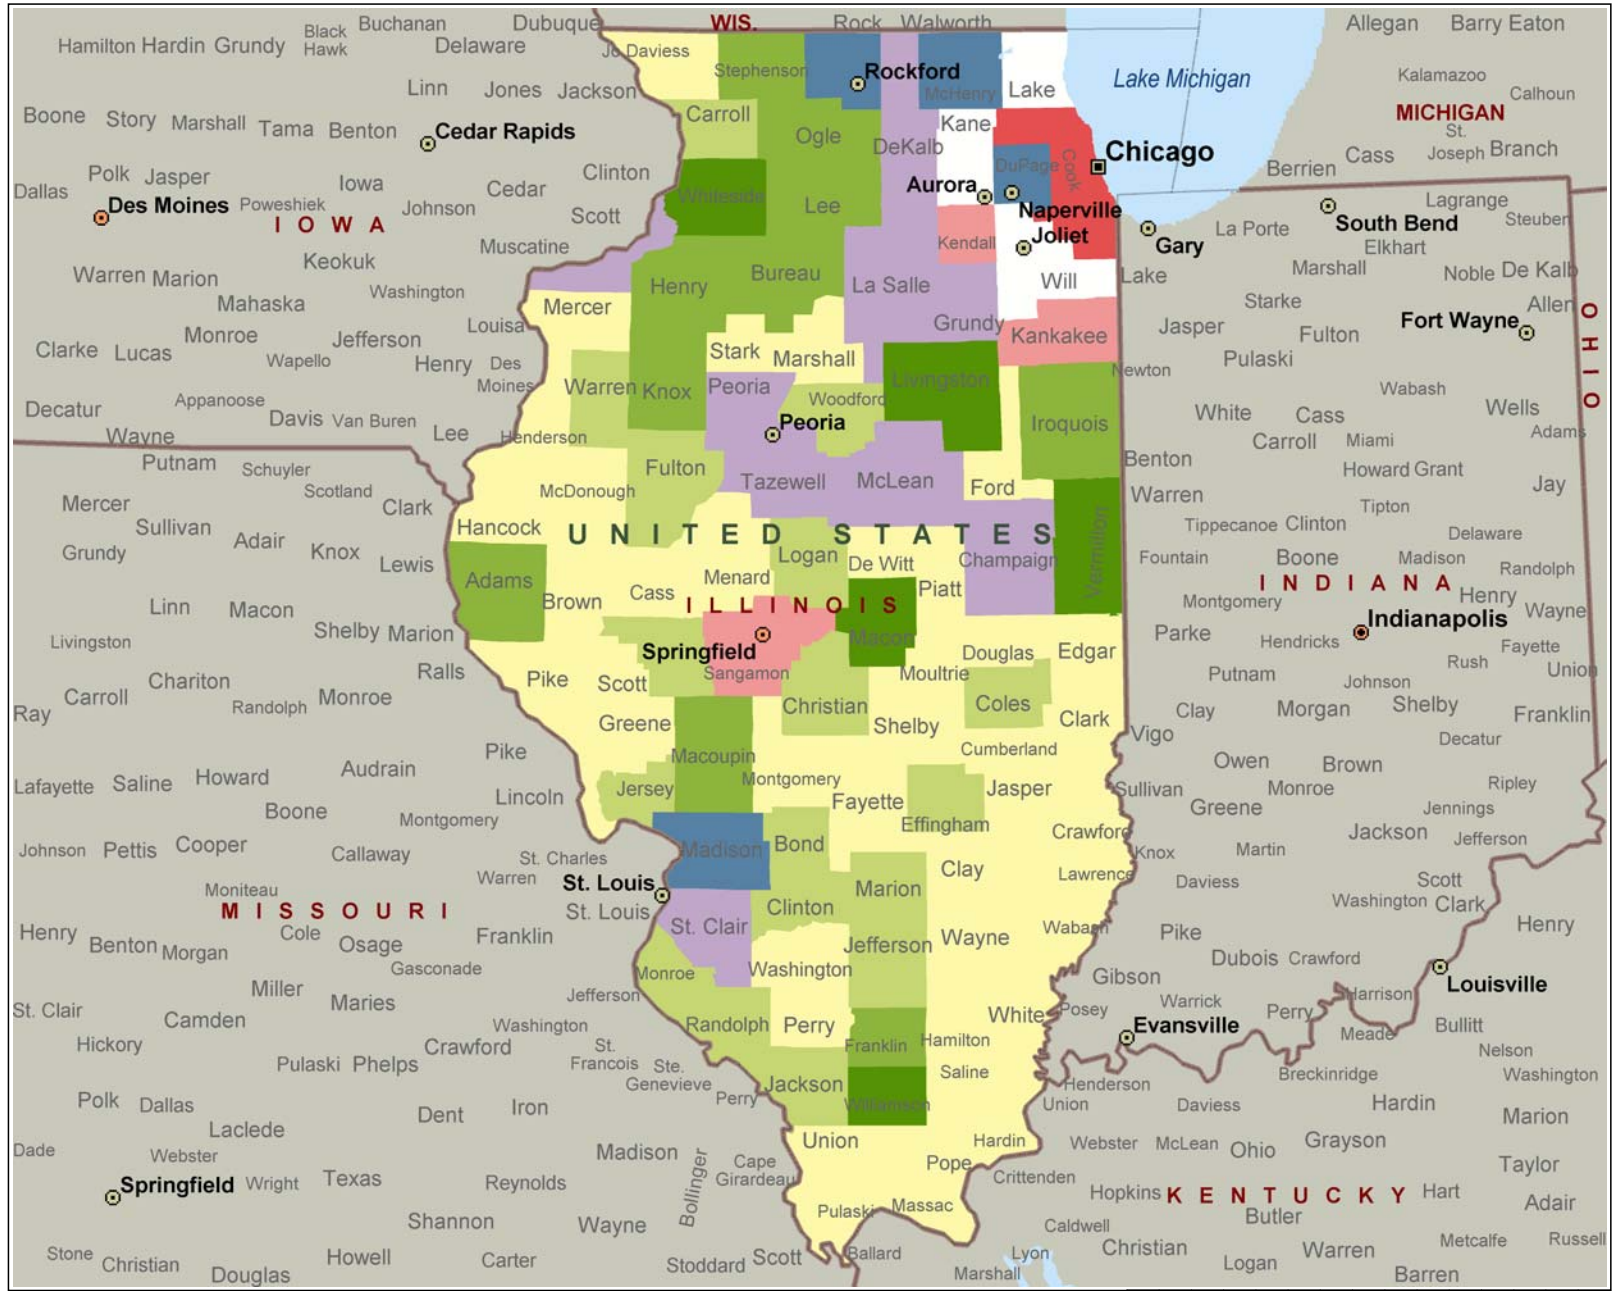 Buchanan
Dubuque
WIS.
Rock
Walworth
Allegan
Barry
Eaton
Hamilton
Hardin
Grundy
Black
Hawk
Delaware
Jo Daviess
Stephenson
Rockford
McHenry
Lake
Lake Michigan
Kalamazoo
Calhoun
MICHIGAN
Linn
Jones
Jackson
Boone
Story
Marshall
Tama
Benton
Cedar Rapids
Carroll
Ogle
DeKalb
Kane
DuPage
Cook
Chicago
St.
Joseph
Branch
Cass
Berrien
Polk
Jasper
Dallas
Des Moines
Poweshiek
Iowa
Johnson
Cedar
Clinton
Scott
IOWA
Whiteside
Lee
Aurora
Naperville
Joliet
Kendall
Will
Gary
La Porte
South Bend
Elkhart
Lagrange
Steuben
Muscatine
Keokuk
Warren
Marion
Mahaska
Washington
Louisa
Mercer
Henry
Bureau
La Salle
Grundy
Kankakee
Lake
Marshall
Noble
De Kalb
Starke
Allen
Jasper
Fulton
Fort Wayne
OHIO
Clarke
Lucas
Monroe
Wapello
Jefferson
Henry
Des
Moines
Warren
Knox
Stark
Marshall
Peoria
Woodford
Livingston
Peoria
Iroquois
Newton
Pulaski
Wabash
White
Cass
Wells
Carroll
Miami
Adams
Decatur
Wayne
Appanoose
Davis
Van Buren
Lee
Henderson
Putnam
Schuyler
Scotland
Clark
Fulton
McDonough
Tazewell
McLean
Ford
Benton
Howard
Grant
Warren
Jay
Tipton
Mercer
Sullivan
Adair
Grundy
Knox
Lewis
Hancock
UNITED STATES
Logan
De Witt
Champaign
Vermilion
Tippecanoe
Clinton
Delaware
Fountain
Boone
Madison
Randolph
INDIANA
Adams
Brown
Cass
Menard
ILLINOIS
Piatt
Macon
Montgomery
Henry
Wayne
Linn
Macon
Livingston
Shelby
Marion
Springfield
Sangamon
Moultrie
Douglas
Edgar
Parke
Hendricks
Indianapolis
Fayette
Rush
Union
Putnam
Johnson
Chariton
Carroll
Ray
Randolph
Monroe
Ralls
Pike
Scott
Greene
Christian
Shelby
Coles
Clark
Cumberland
Clay
Morgan
Shelby
Franklin
Vigo
Decatur
Owen
Brown
Pike
Audrain
Lafayette
Saline
Howard
Boone
Lincoln
Montgomery
Macoupin
Jersey
Montgomery
Fayette
Effingham
Jasper
Crawford
Sullivan
Greene
Monroe
Ripley
Jennings
Jackson
Jefferson
Johnson
Pettis
Cooper
Callaway
St. Charles
Warren
Moniteau
St. Louis
St. Louis
Madison
Bond
Clay
Lawrence
Knox
Martin
Daviess
Scott
Washington
Clark
MISSOURI
Henry
Benton
Morgan
Cole
Osage
Gasconade
Franklin
St. Clair
Clinton
Marion
Jefferson
Wayne
Wabash
Pike
Dubois
Crawford
Henry
Gibson
Louisville
Harrison
Monroe
Washington
Jefferson
Miller
Maries
St. Clair
Camden
Hickory
Washington
Crawford
Pulaski
Phelps
St.
Francois
Ste.
Genevieve
Perry
Randolph
Perry
Franklin
Hamilton
White
Posey
Warrick
Evansville
Perry
Meade
Bullitt
Nelson
Washington
Breckinridge
Polk
Dallas
Laclede
Dent
Iron
Jackson
Williamson
Saline
Henderson
Union
Daviess
Hardin
Marion
Dade
Webster
Springfield
Wright
Texas
Reynolds
Madison
Bollinger
Cape
Girardeau
Union
Hardin
Pope
Pulaski
Massac
Crittenden
Webster
McLean
Ohio
Grayson
Taylor
Hopkins
KENTUCKY
Hart
Adair
Butler
Caldwell
Christian
Logan
Warren
Metcalfe
Russell
Barren
Stone
Christian
Douglas
Howell
Shannon
Carter
Wayne
Stoddard
Scott
Ballard
Marshall
Lyon